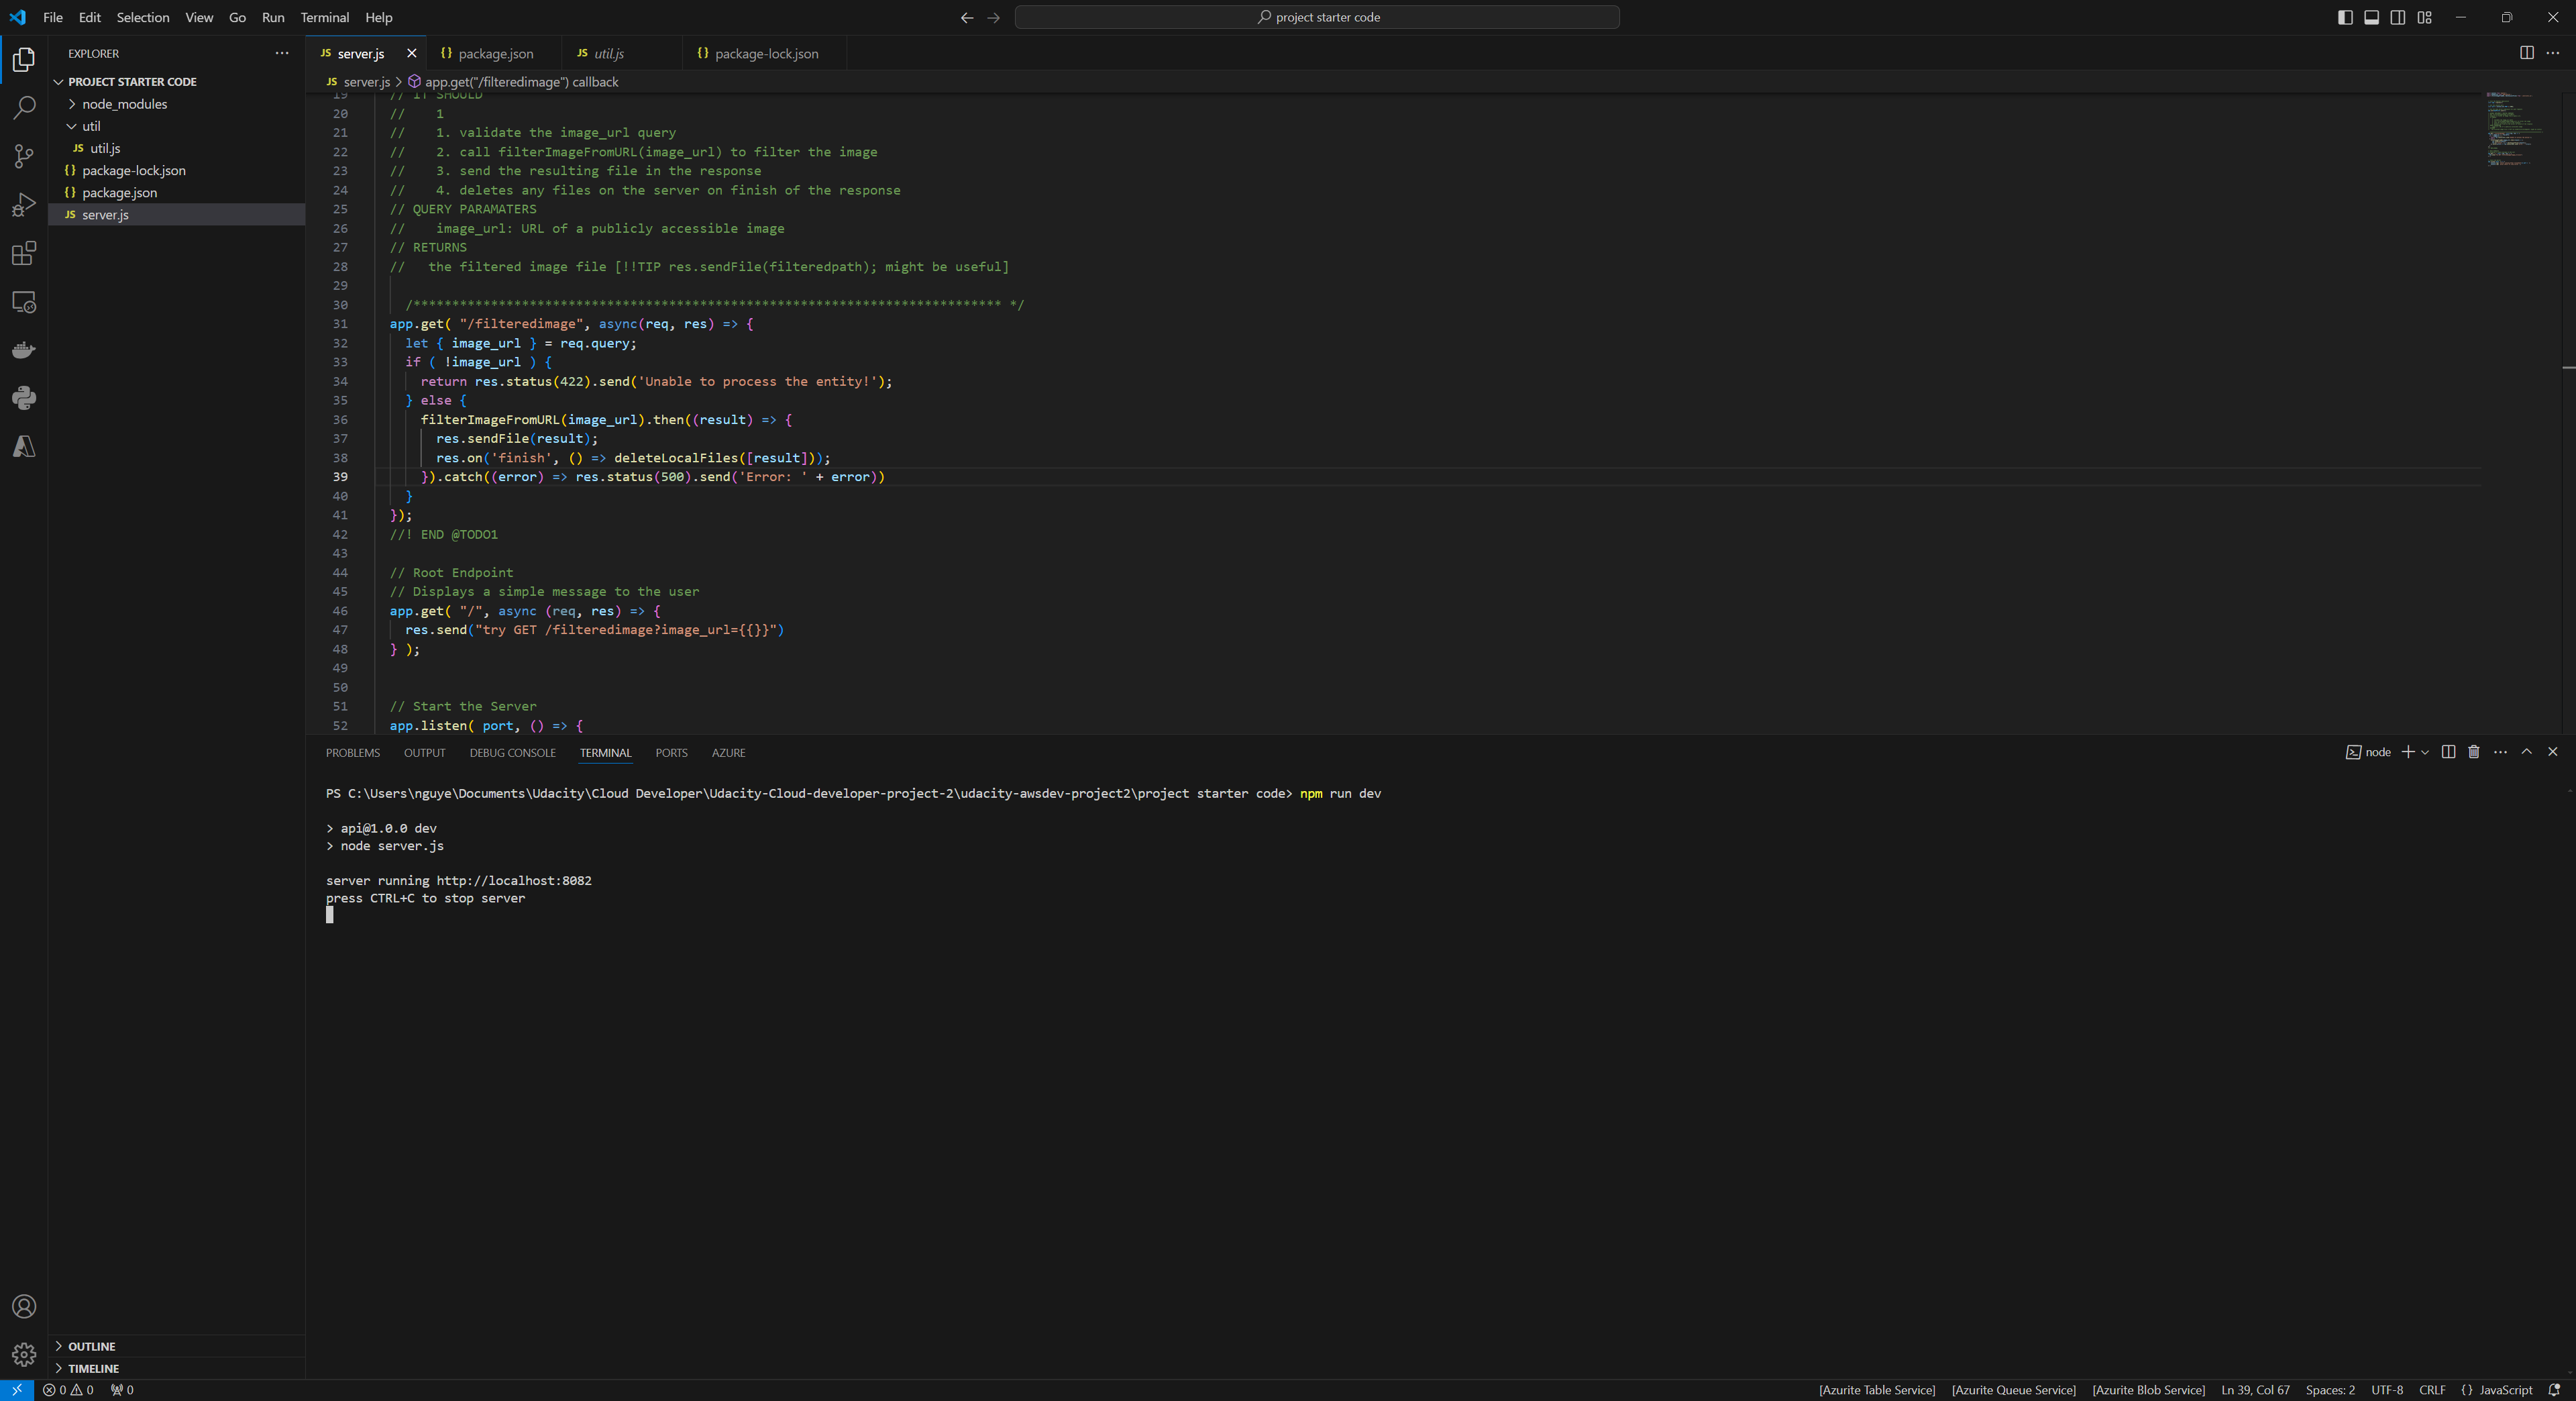 File Edit Selection View Go Run Terminal Help
project starter code
EXPLORER
PROJECT STARTER CODE
node_modules
util
JS util.js
{} package-lock.json
{} package.json
JS server.js
OUTLINE
TIMELINE
JS server.js {} package.json JS util.js {} package-lock.json
JS server.js > app.get("/filteredimage") callback
19 // IT SHOULD
20 //    1
21 //    1. validate the image_url query
22 //    2. call filterImageFromURL(image_url) to filter the image
23 //    3. send the resulting file in the response
24 //    4. deletes any files on the server on finish of the response
25 // QUERY PARAMATERS
26 //    image_url: URL of a publicly accessible image
27 // RETURNS
28 //   the filtered image file [!!TIP res.sendFile(filteredpath); might be useful]
29
30 /**************************************************************************** */
31 app.get( "/filteredimage", async(req, res) => {
32 let { image_url } = req.query;
33 if ( !image_url ) {
34 return res.status(422).send('Unable to process the entity!');
35 } else {
36 filterImageFromURL(image_url).then((result) => {
37 res.sendFile(result);
38 res.on('finish', () => deleteLocalFiles([result]));
39 }).catch((error) => res.status(500).send('Error: ' + error))
40 }
41 });
42 //! END @TODO1
43
44 // Root Endpoint
45 // Displays a simple message to the user
46 app.get( "/", async (req, res) => {
47 res.send("try GET /filteredimage?image_url={{}}")
48 } );
49
50
51 // Start the Server
52 app.listen( port, () => {
PROBLEMS OUTPUT DEBUG CONSOLE TERMINAL PORTS AZURE
node
PS C:\Users\nguye\Documents\Udacity\Cloud Developer\Udacity-Cloud-developer-project-2\udacity-awsdev-project2\project starter code> npm run dev
> api@1.0.0 dev
> node server.js
server running http://localhost:8082
press CTRL+C to stop server
0 0 0
[Azurite Table Service] [Azurite Queue Service] [Azurite Blob Service] Ln 39, Col 67 Spaces: 2 UTF-8 CRLF {} JavaScript